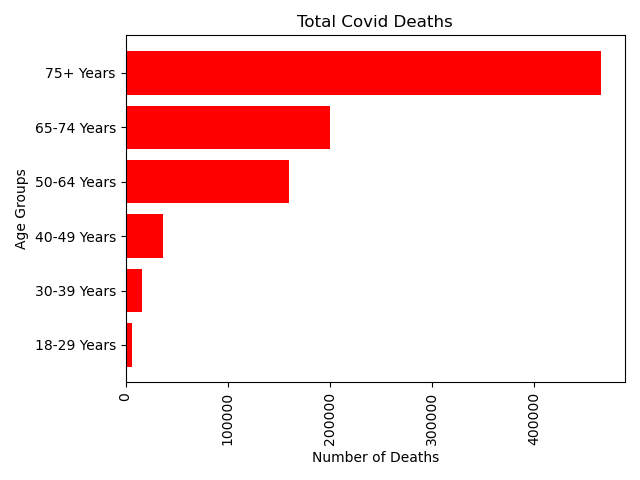 Total Covid Deaths
75+ Years
65-74 Years
50-64 Years
40-49 Years
30-39 Years
18-29 Years
Age Groups
0
100000
200000
300000
400000
Number of Deaths